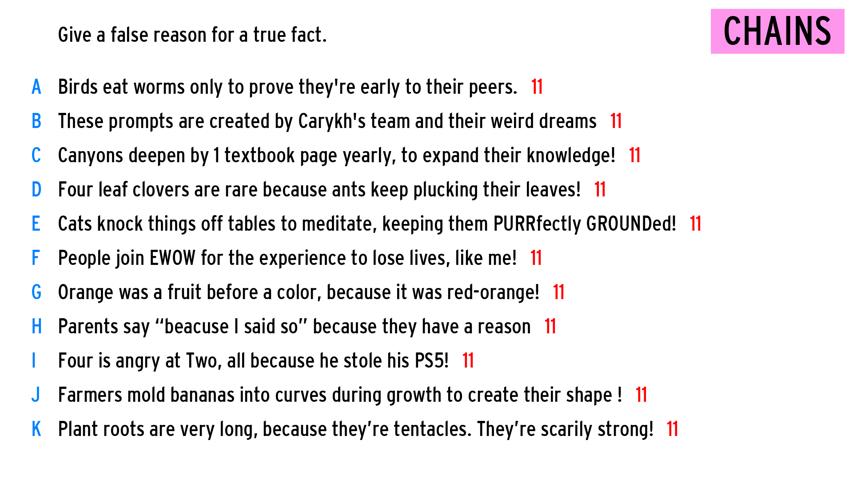 Give a false reason for a true fact.
CHAINS
A Birds eat worms only to prove they're early to their peers. 11
B These prompts are created by Carykh's team and their weird dreams 11
C Canyons deepen by 1 textbook page yearly, to expand their knowledge! 11
D Four leaf clovers are rare because ants keep plucking their leaves! 11
E Cats knock things off tables to meditate, keeping them PURRfectly GROUNDed! 11
F People join EWOW for the experience to lose lives, like me! 11
G Orange was a fruit before a color, because it was red-orange! 11
H Parents say “beacuse I said so” because they have a reason 11
I Four is angry at Two, all because he stole his PS5! 11
J Farmers mold bananas into curves during growth to create their shape ! 11
K Plant roots are very long, because they’re tentacles. They’re scarily strong! 11